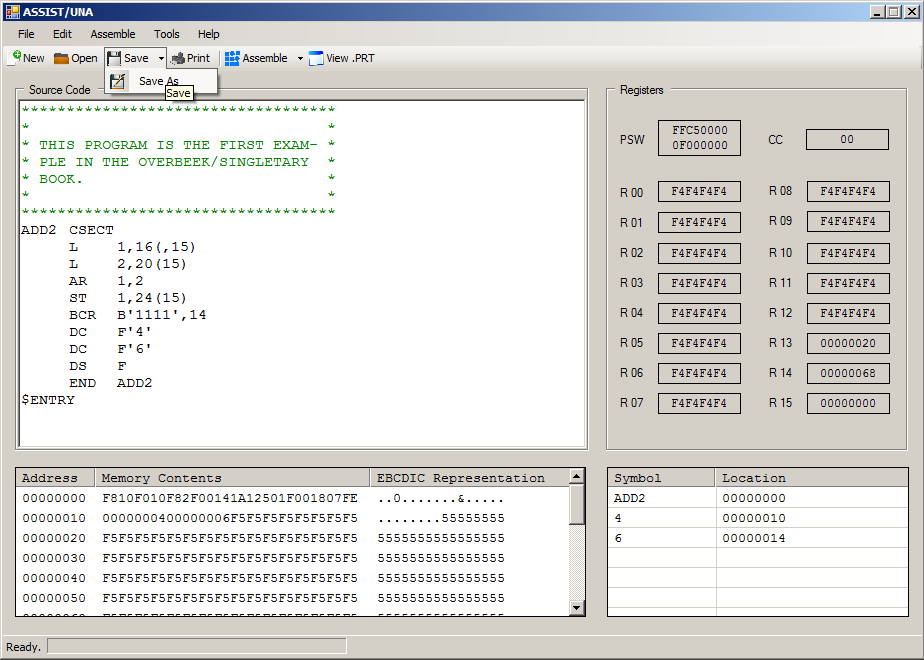 ASSIST/UNA
File Edit Assemble Tools Help
New Open Save Print Assemble View .PRT
Save As
Save
Source Code
*********************************
*                               *
* THIS PROGRAM IS THE FIRST EXAM- *
* PLE IN THE OVERBEEK/SINGLETARY *
* BOOK. *
*                               *
*********************************
ADD2 CSECT
L 1,16(,15)
L 2,20(15)
AR 1,2
ST 1,24(15)
BCR B'1111',14
DC F'4'
DC F'6'
DS F
END ADD2
$ENTRY
Registers
PSW FFC50000 0F000000 CC 00
R 00 F4F4F4F4 R 08 F4F4F4F4
R 01 F4F4F4F4 R 09 F4F4F4F4
R 02 F4F4F4F4 R 10 F4F4F4F4
R 03 F4F4F4F4 R 11 F4F4F4F4
R 04 F4F4F4F4 R 12 F4F4F4F4
R 05 F4F4F4F4 R 13 00000020
R 06 F4F4F4F4 R 14 00000068
R 07 F4F4F4F4 R 15 00000000
Address Memory Contents EBCDIC Representation
00000000 F810F010F82F00141A12501F001807FE ..0.......&.....
00000010 0000000400000006F5F5F5F5F5F5F5F5 ........55555555
00000020 F5F5F5F5F5F5F5F5F5F5F5F5F5F5F5F5 5555555555555555
00000030 F5F5F5F5F5F5F5F5F5F5F5F5F5F5F5F5 5555555555555555
00000040 F5F5F5F5F5F5F5F5F5F5F5F5F5F5F5F5 5555555555555555
00000050 F5F5F5F5F5F5F5F5F5F5F5F5F5F5F5F5 5555555555555555
Symbol Location
ADD2 00000000
4 00000010
6 00000014
Ready.